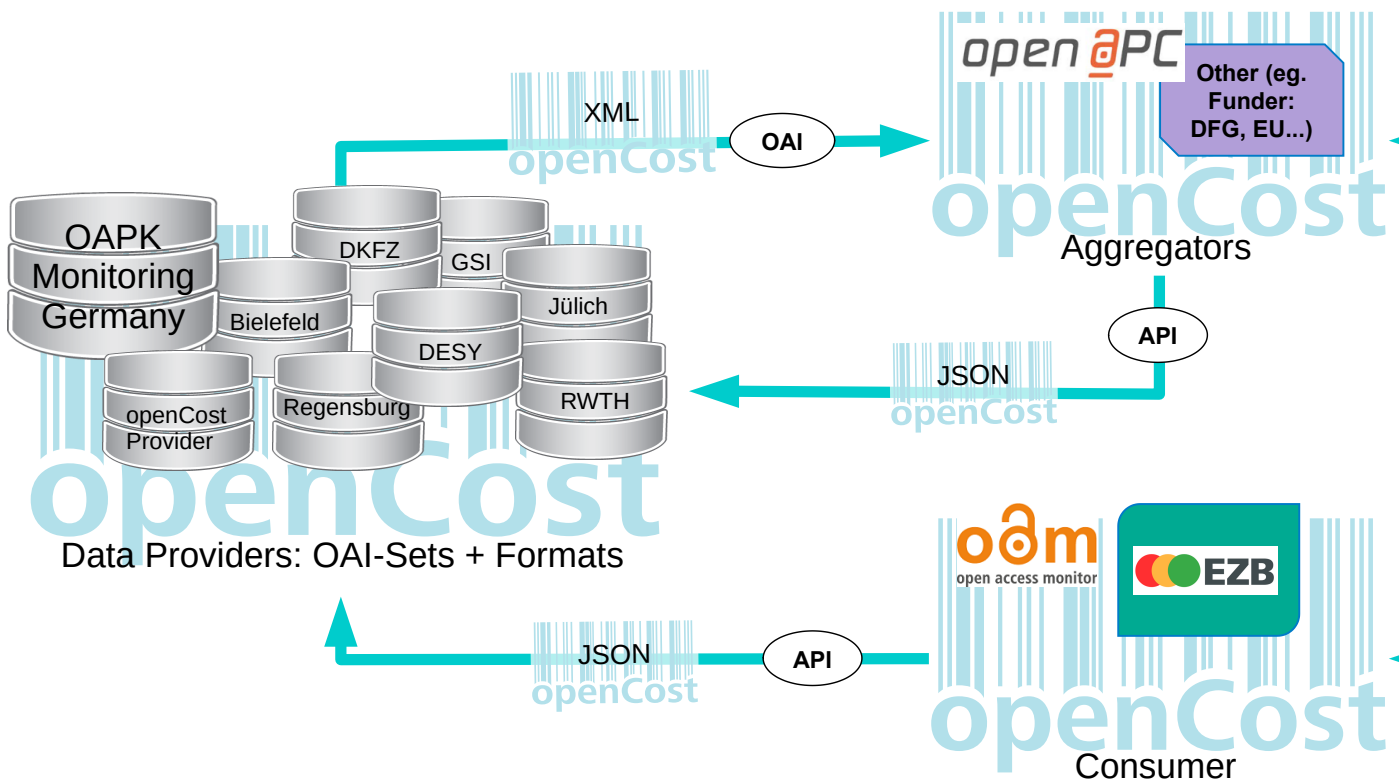 open aPC
Other (eg.
Funder:
DFG, EU...)
openCost
Aggregators
XML
openCost
OAI
OAPK
Monitoring
Germany
DKFZ
GSI
Bielefeld
Jülich
DESY
openCost
Provider
Regensburg
RWTH
openCost
Data Providers: OAI-Sets + Formats
API
JSON
openCost
oam
open access monitor
EZB
JSON
openCost
API
openCost
Consumer